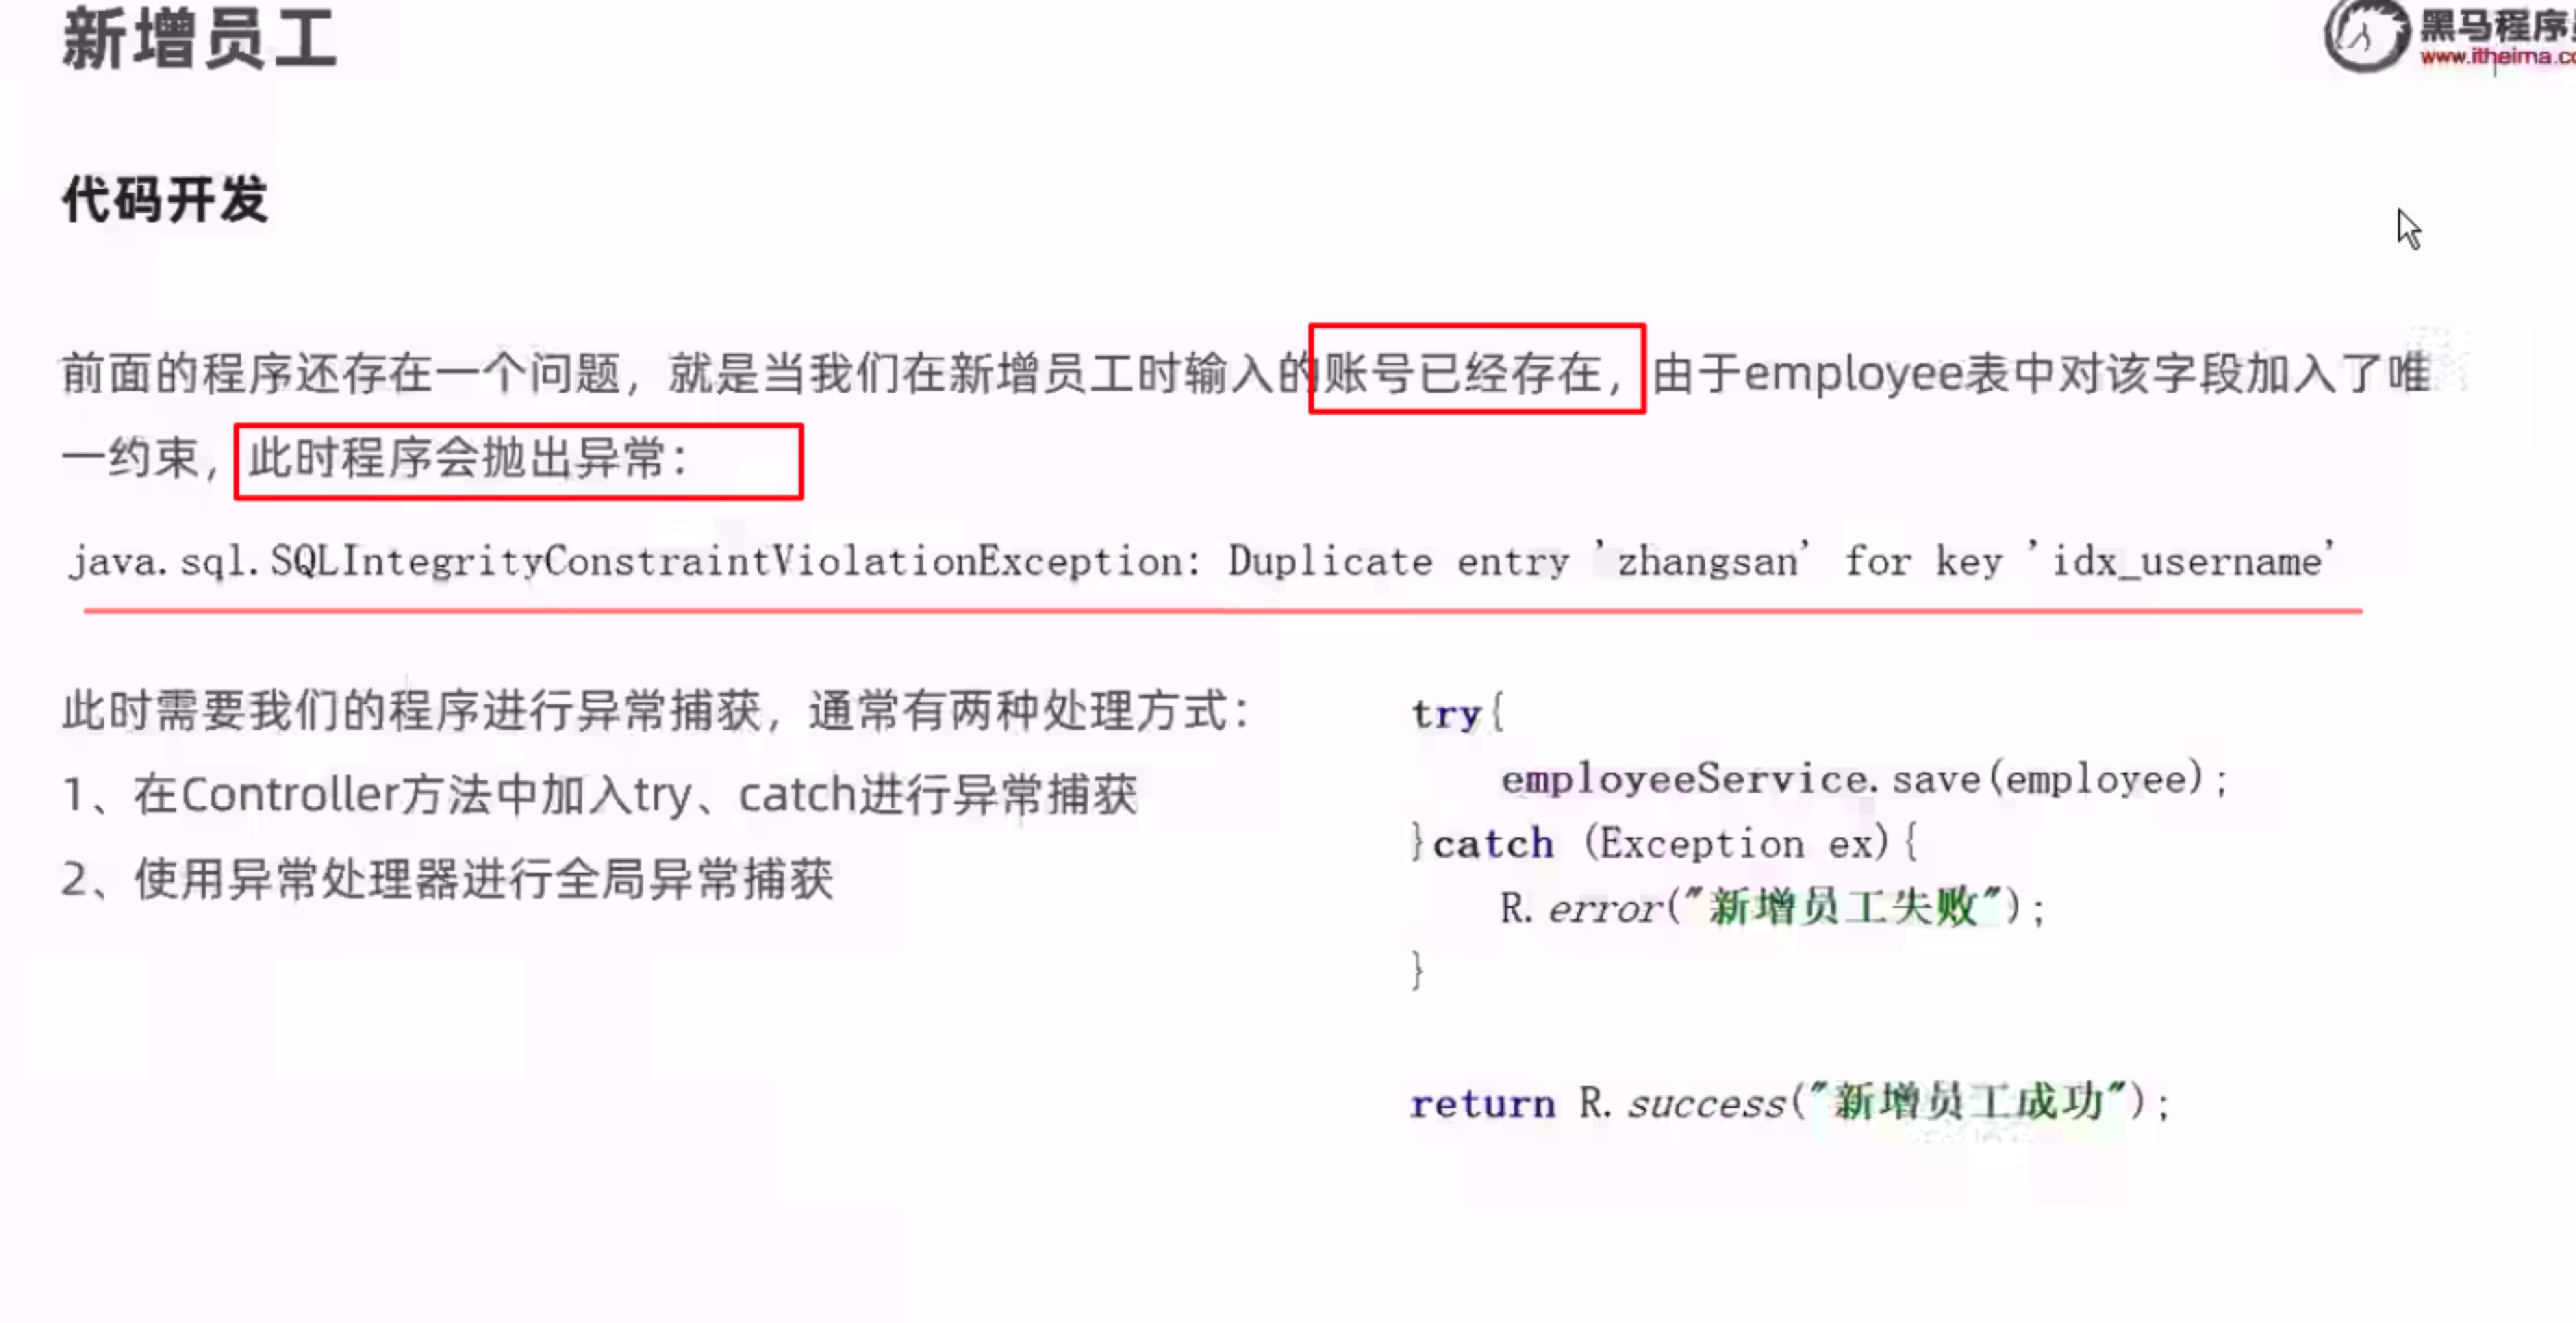 新增员工
黑马程序
www.itheima.c
代码开发
前面的程序还存在一个问题，就是当我们在新增员工时输入的账号已经存在，由于employee表中对该字段加入了唯
一约束，此时程序会抛出异常：
java.sql.SQLIntegrityConstraintViolationException: Duplicate entry 'zhangsan' for key 'idx_username'
此时需要我们的程序进行异常捕获，通常有两种处理方式：
1、在Controller方法中加入try、catch进行异常捕获
2、使用异常处理器进行全局异常捕获
try{
employeeService.save(employee);
}catch (Exception ex){
R.error("新增员工失败");
}
return R.success("新增员工成功");